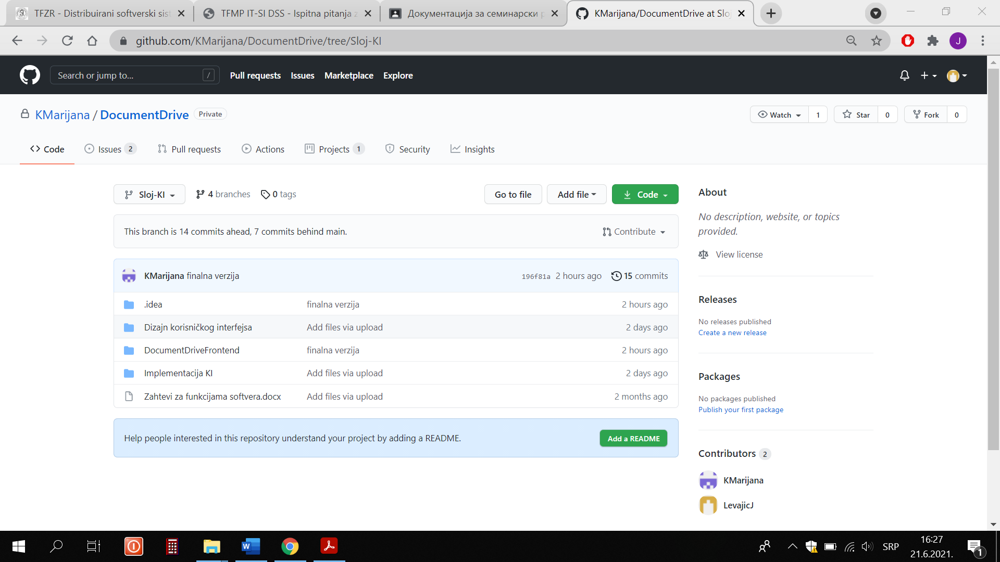 TFZR - Distribuirani softverski sist
TFMP IT-SI DSS - Ispitna pitanja z
Документација за семинарски р
KMarijana/DocumentDrive at Sloj
github.com/KMarijana/DocumentDrive/tree/Sloj-KI
J
Search or jump to...
/
Pull requests
Issues
Marketplace
Explore
KMarijana / DocumentDrive
Private
Watch
1
Star
0
Fork
0
Code
Issues 2
Pull requests
Actions
Projects 1
Security
Insights
Sloj-KI
4 branches
0 tags
Go to file
Add file
Code
This branch is 14 commits ahead, 7 commits behind main.
Contribute
KMarijana finalna verzija
196f81a 2 hours ago
15 commits
.idea
finalna verzija
2 hours ago
Dizajn korisničkog interfejsa
Add files via upload
2 days ago
DocumentDriveFrontend
finalna verzija
2 hours ago
Implementacija KI
Add files via upload
2 days ago
Zahtevi za funkcijama softvera.docx
Add files via upload
2 months ago
Help people interested in this repository understand your project by adding a README.
Add a README
About
No description, website, or topics
provided.
View license
Releases
No releases published
Create a new release
Packages
No packages published
Publish your first package
Contributors 2
KMarijana
LevajicJ
W
SRP
16:27
21.6.2021.
1